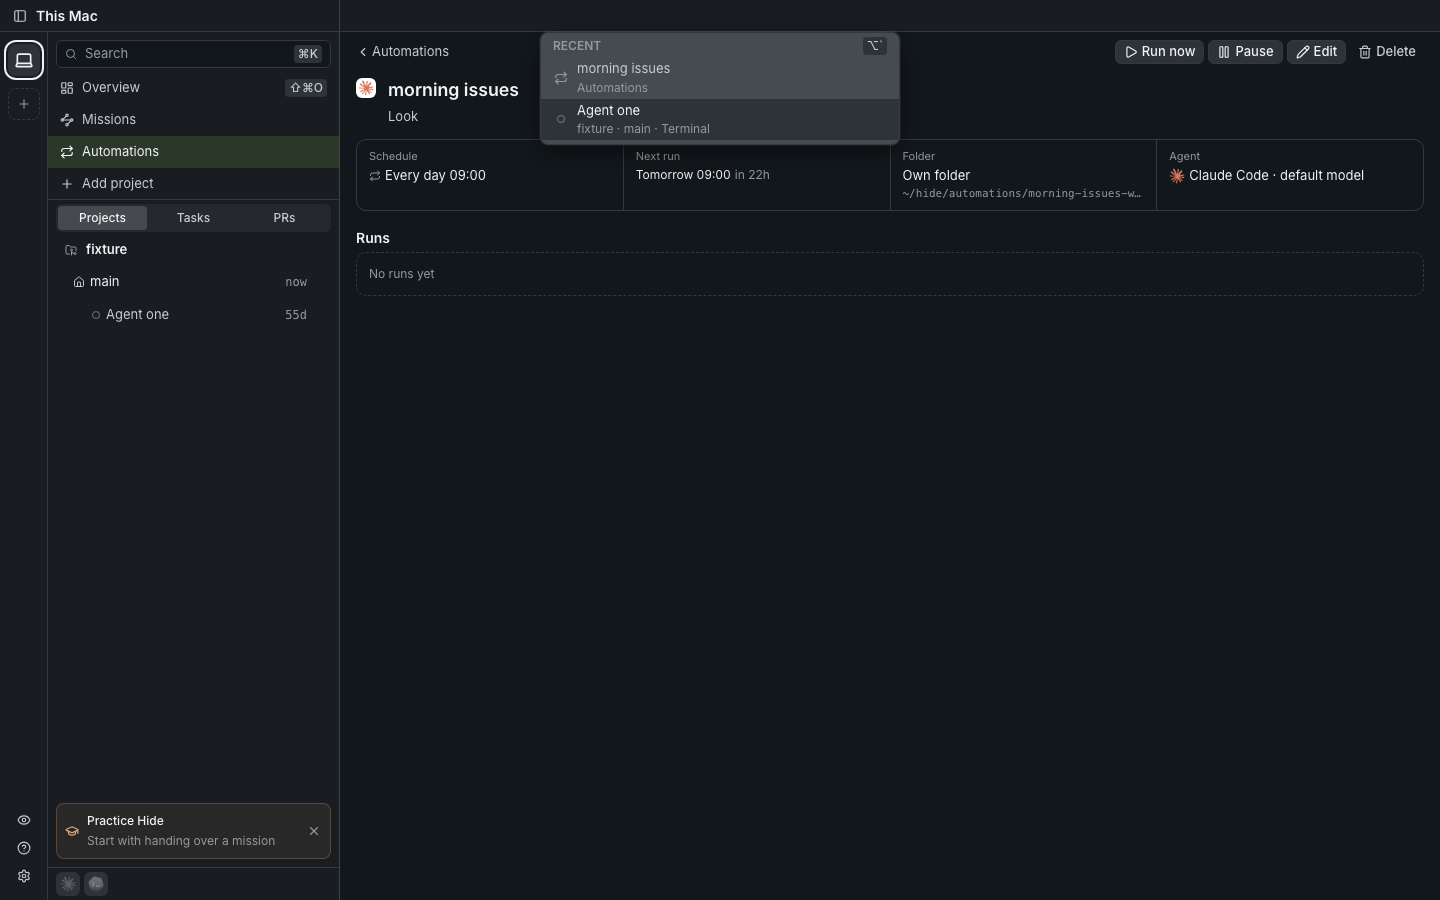 This Mac
Search ⌘K
Overview ⇧⌘O
Missions
Automations
Add project
Projects Tasks PRs
fixture
main now
Agent one 55d
Practice Hide
Start with handing over a mission
RECENT ⌥`
morning issues
Automations
Agent one
fixture · main · Terminal
Automations
Run now Pause Edit Delete
morning issues
Look
Schedule
Every day 09:00
Next run
Tomorrow 09:00 in 22h
Folder
Own folder
~/hide/automations/morning-issues-w…
Agent
Claude Code · default model
Runs
No runs yet